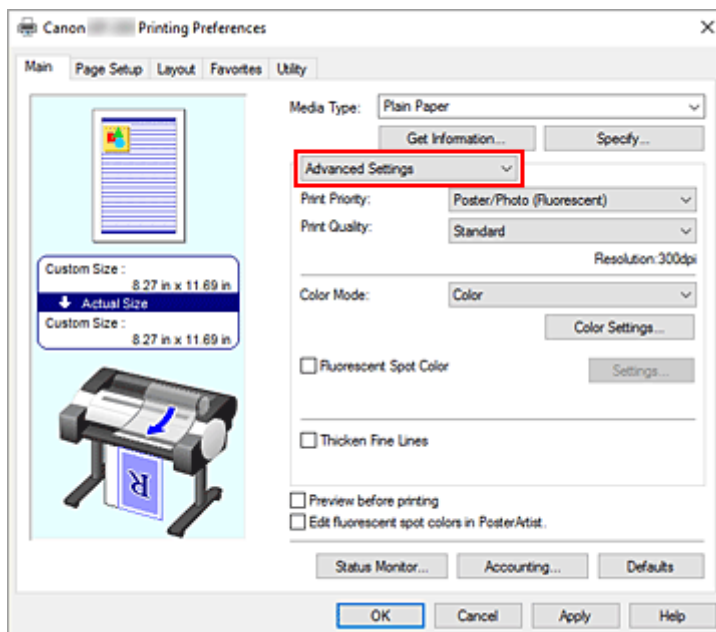 Canon Printing Preferences
Main Page Setup Layout Favorites Utility
Media Type: Plain Paper
Get Information... Specify...
Advanced Settings
Print Priority: Poster/Photo (Fluorescent)
Print Quality: Standard
Resolution:300dpi
Custom Size :
8.27 in x 11.69 in
Actual Size
Custom Size :
8.27 in x 11.69 in
Color Mode: Color
Color Settings...
Fluorescent Spot Color Settings...
Thicken Fine Lines
R
Preview before printing
Edit fluorescent spot colors in PosterArtist.
Status Monitor... Accounting... Defaults
OK Cancel Apply Help